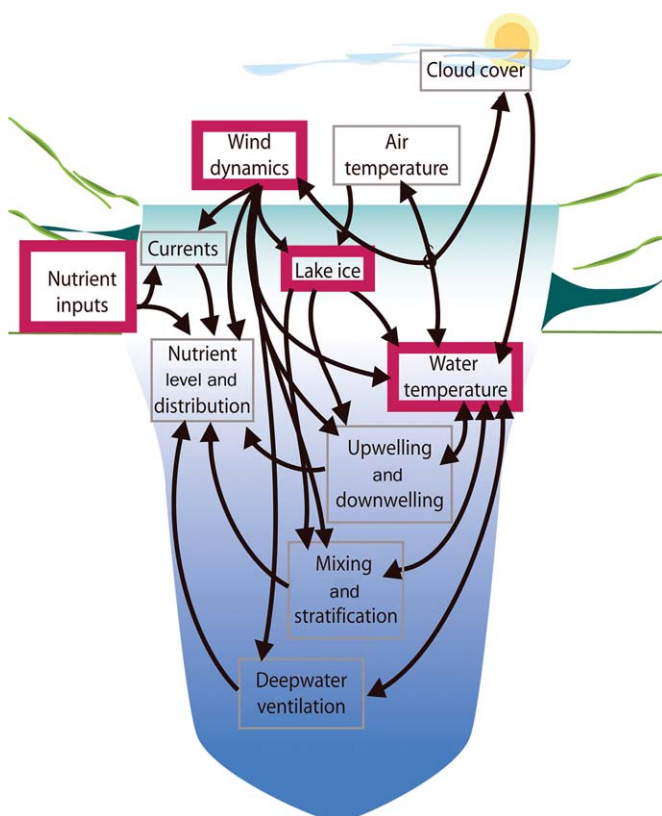 Cloud cover
Wind
dynamics
Air
temperature
Currents
Lake ice
Nutrient
inputs
Nutrient
level and
distribution
Water
temperature
Upwelling
and
downwelling
Mixing
and
stratification
Deepwater
ventilation